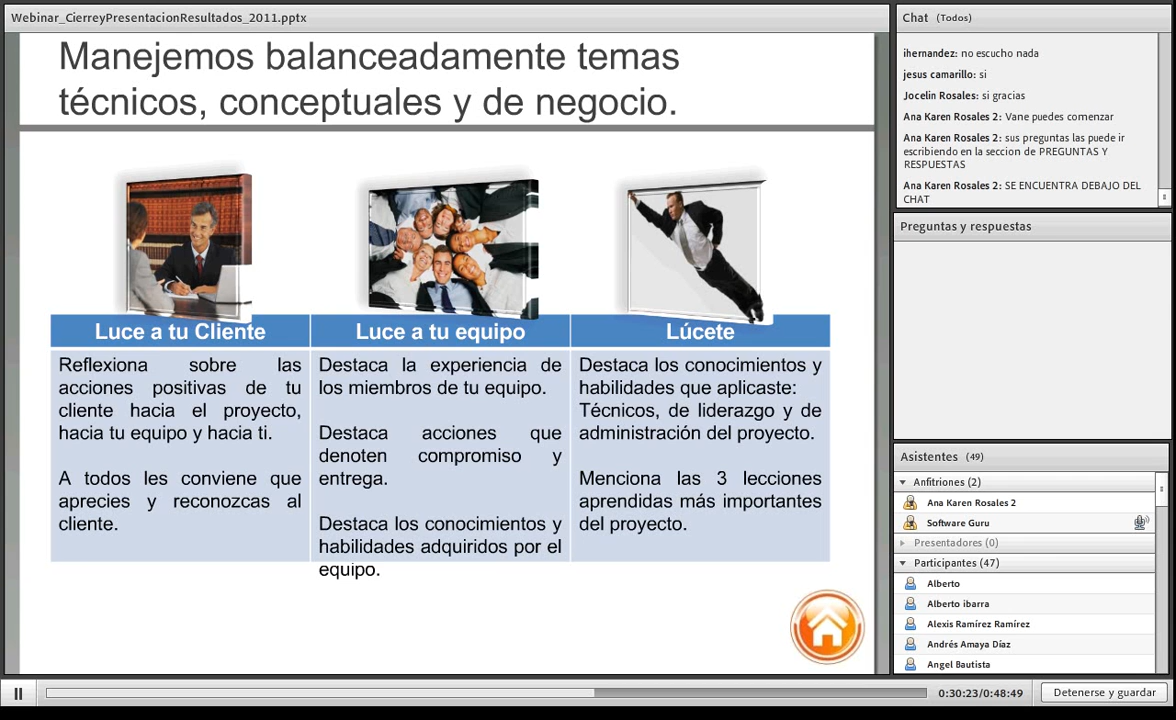 Webinar_CierreyPresentacionResultados_2011.pptx
Manejemos balanceadamente temas
técnicos, conceptuales y de negocio.
Luce a tu Cliente
Reflexiona sobre las
acciones positivas de tu
cliente hacia el proyecto,
hacia tu equipo y hacia ti.
A todos les conviene que
aprecies y reconozcas al
cliente.
Luce a tu equipo
Destaca la experiencia de
los miembros de tu equipo.
Destaca acciones que
denoten compromiso y
entrega.
Destaca los conocimientos y
habilidades adquiridos por el
equipo.
Lúcete
Destaca los conocimientos y
habilidades que aplicaste:
Técnicos, de liderazgo y de
administración del proyecto.
Menciona las 3 lecciones
aprendidas más importantes
del proyecto.
Chat (Todos)
ihernandez: no escucho nada
jesus camarillo: si
Jocelin Rosales: si gracias
Ana Karen Rosales 2: Vane puedes comenzar
Ana Karen Rosales 2: sus preguntas las puede ir
escribiendo en la seccion de PREGUNTAS Y
RESPUESTAS
Ana Karen Rosales 2: SE ENCUENTRA DEBAJO DEL
CHAT
Preguntas y respuestas
Asistentes (49)
Anfitriones (2)
Ana Karen Rosales 2
Software Guru
Presentadores (0)
Participantes (47)
Alberto
Alberto ibarra
Alexis Ramírez Ramírez
Andrés Amaya Díaz
Angel Bautista
0:30:23/0:48:49
Detenerse y guardar